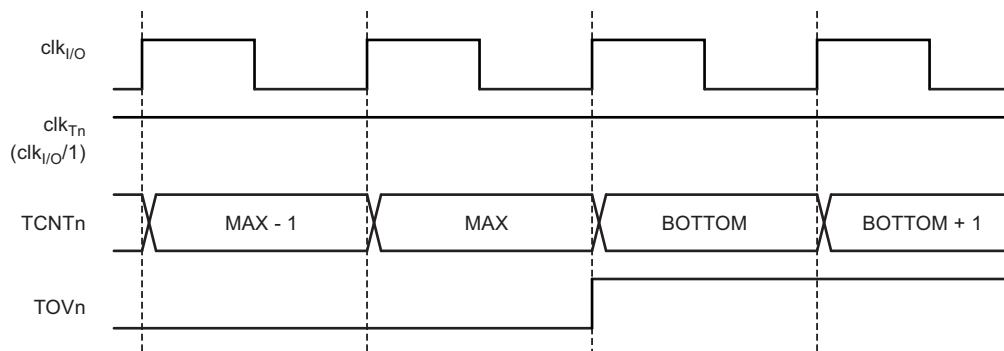 clkI/O
clkTn
(clkI/O/1)
TCNTn MAX - 1 MAX BOTTOM BOTTOM + 1
TOVn